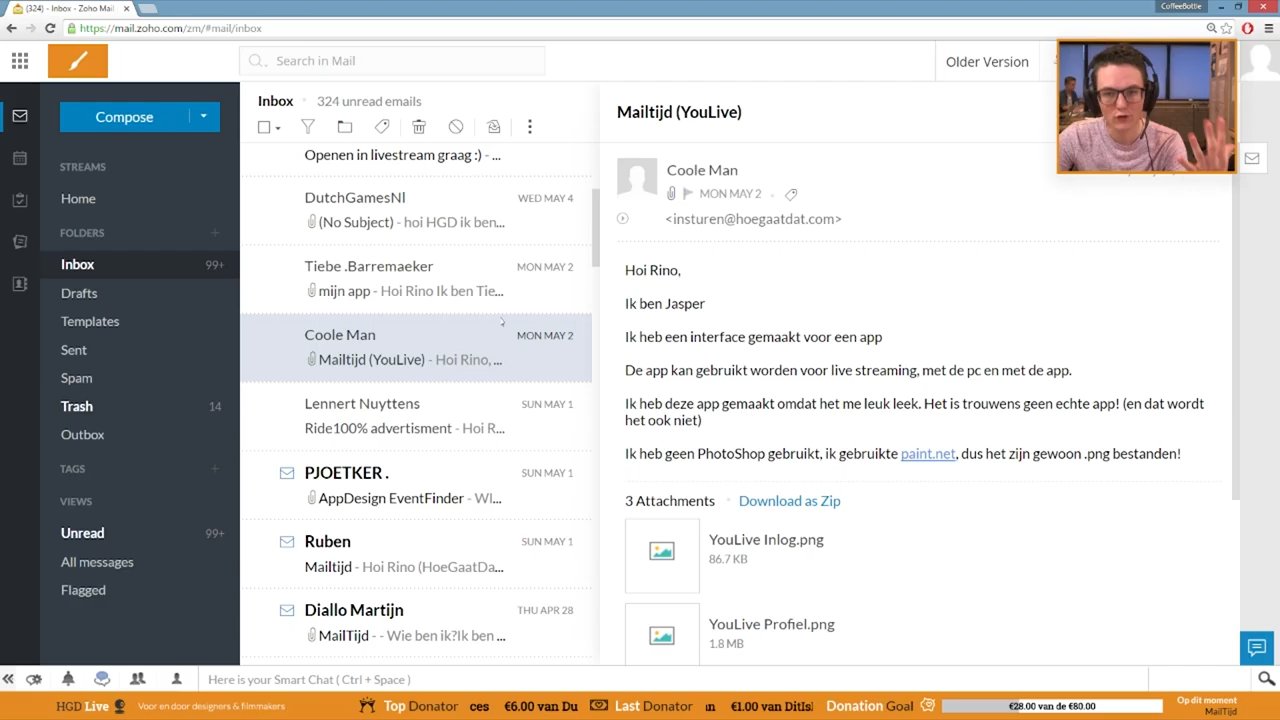 (324) - Inbox - Zoho Mail
CoffeeBottle
https://mail.zoho.com/zm/#mail/inbox
Search in Mail
Older Version
Compose
STREAMS
Home
FOLDERS
Inbox 99+
Drafts
Templates
Sent
Spam
Trash 14
Outbox
TAGS
VIEWS
Unread 99+
All messages
Flagged
Inbox 324 unread emails
Openen in livestream graag :) - ...
DutchGamesNl WED MAY 4
(No Subject) - hoi HGD ik ben...
Tiebe .Barremaeker MON MAY 2
mijn app - Hoi Rino Ik ben Tie...
Coole Man MON MAY 2
Mailtijd (YouLive) - Hoi Rino, ...
Lennert Nuyttens SUN MAY 1
Ride100% advertisment - Hoi R...
PJOETKER . SUN MAY 1
AppDesign EventFinder - WI...
Ruben SUN MAY 1
Mailtijd - Hoi Rino (HoeGaatDa...
Diallo Martijn THU APR 28
MailTijd - - Wie ben ik?Ik ben ...
Mailtijd (YouLive)
Coole Man
MON MAY 2
<insturen@hoegaatdat.com>
Hoi Rino,
Ik ben Jasper
Ik heb een interface gemaakt voor een app
De app kan gebruikt worden voor live streaming, met de pc en met de app.
Ik heb deze app gemaakt omdat het me leuk leek. Het is trouwens geen echte app! (en dat wordt
het ook niet)
Ik heb geen PhotoShop gebruikt, ik gebruikte paint.net, dus het zijn gewoon .png bestanden!
3 Attachments Download as Zip
YouLive Inlog.png
86.7 KB
YouLive Profiel.png
1.8 MB
Here is your Smart Chat ( Ctrl + Space )
HGD Live Voor en door designers & filmmakers
Top Donator ces €6.00 van Du
Last Donator €1.00 van Ditls
Donation Goal €28.00 van de €80.00
Op dit moment
MailTijd